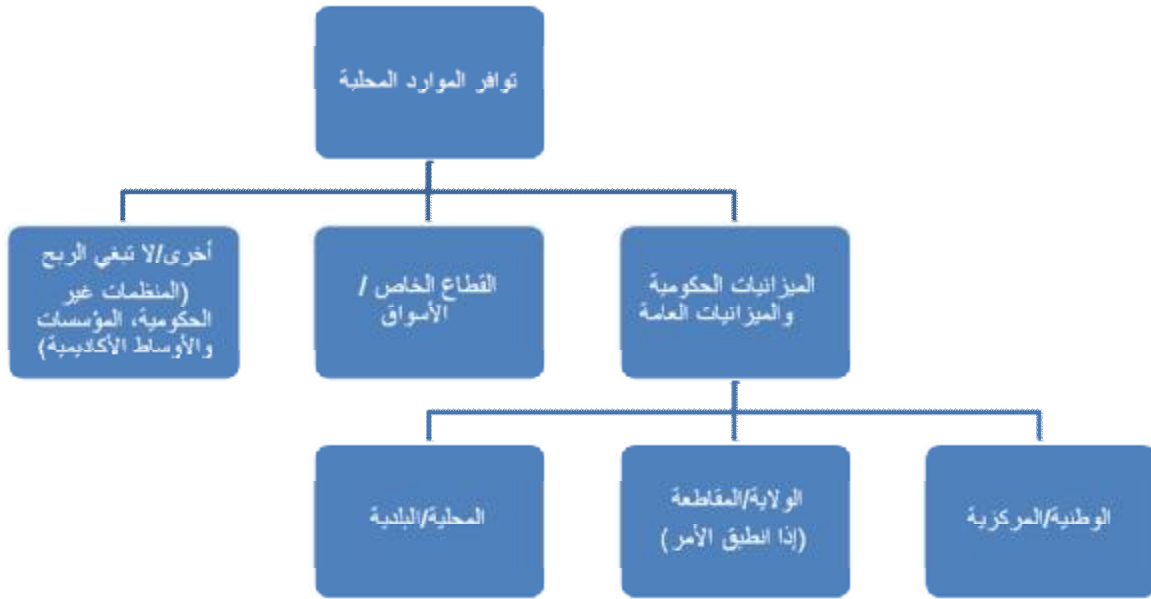 توافر الموارد المحلية
الميزانيات الحكومية
والميزانيات العامة
القطاع الخاص /
الأسواق
أخرى/لا تبغي الربح
(المنظمات غير
الحكومية، المؤسسات
والأوساط الأكاديمية)
الوطنية/المركزية
الولاية/المقاطعة
(إذا انطبق الأمر)
المحلية/البلدية